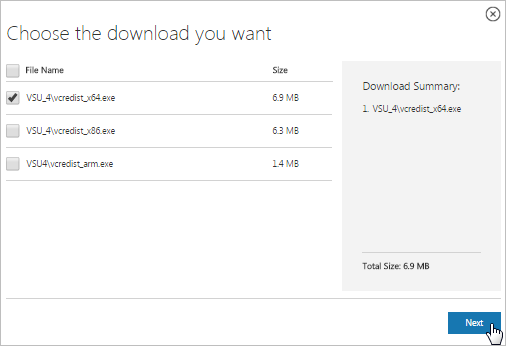 Choose the download you want
File Name Size
VSU_4\vcredist_x64.exe 6.9 MB
VSU_4\vcredist_x86.exe 6.3 MB
VSU4\vcredist_arm.exe 1.4 MB
Download Summary:
1. VSU_4\vcredist_x64.exe
Total Size: 6.9 MB
Next